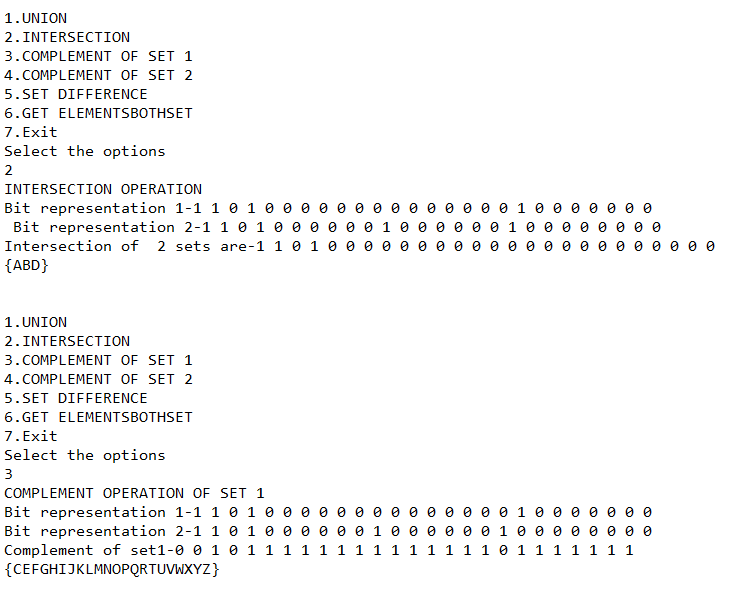 1.UNION
2.INTERSECTION
3.COMPLEMENT OF SET 1
4.COMPLEMENT OF SET 2
5.SET DIFFERENCE
6.GET ELEMENTSBOTHSET
7.Exit
Select the options
2
INTERSECTION OPERATION
Bit representation 1-1 1 0 1 0 0 0 0 0 0 0 0 0 0 0 0 0 0 1 0 0 0 0 0 0 0
 Bit representation 2-1 1 0 1 0 0 0 0 0 0 1 0 0 0 0 0 0 1 0 0 0 0 0 0 0 0
Intersection of  2 sets are-1 1 0 1 0 0 0 0 0 0 0 0 0 0 0 0 0 0 0 0 0 0 0 0 0 0
{ABD}
1.UNION
2.INTERSECTION
3.COMPLEMENT OF SET 1
4.COMPLEMENT OF SET 2
5.SET DIFFERENCE
6.GET ELEMENTSBOTHSET
7.Exit
Select the options
3
COMPLEMENT OPERATION OF SET 1
Bit representation 1-1 1 0 1 0 0 0 0 0 0 0 0 0 0 0 0 0 0 1 0 0 0 0 0 0 0
Bit representation 2-1 1 0 1 0 0 0 0 0 0 1 0 0 0 0 0 0 1 0 0 0 0 0 0 0 0
Complement of set1-0 0 1 0 1 1 1 1 1 1 1 1 1 1 1 1 1 1 0 1 1 1 1 1 1 1
{CEFGHIJKLMNOPQRTUVWXYZ}